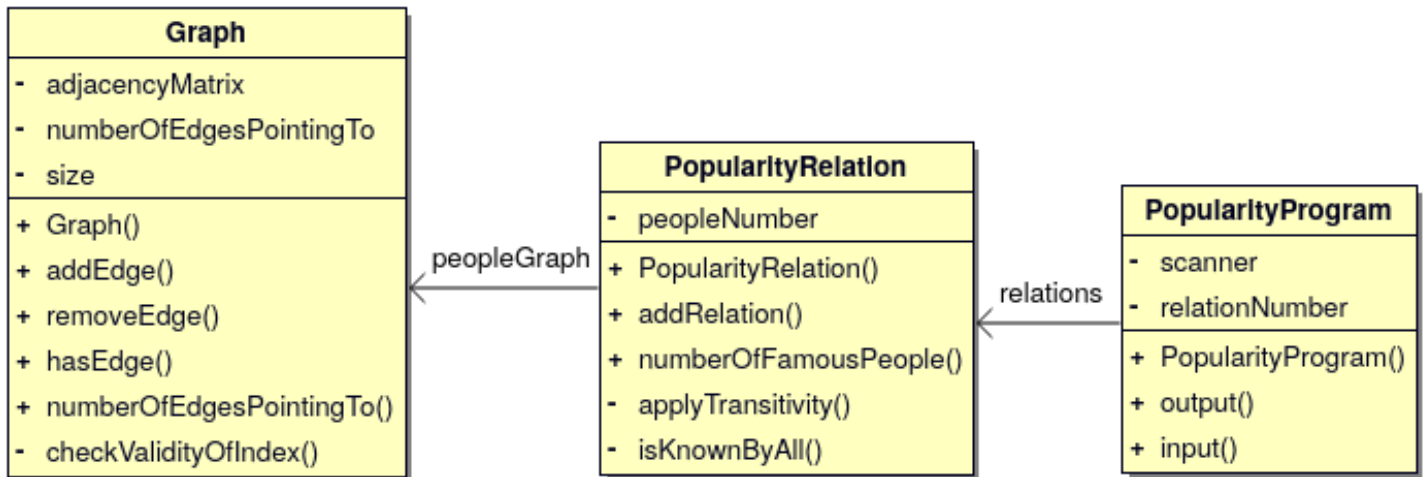 Graph
- adjacencyMatrix
- numberOfEdgesPointingTo
- size
+ Graph()
+ addEdge()
+ removeEdge()
+ hasEdge()
+ numberOfEdgesPointingTo()
- checkValidityOfIndex()
peopleGraph
PopularityRelation
- peopleNumber
+ PopularityRelation()
+ addRelation()
+ numberOfFamousPeople()
- applyTransitivity()
- isKnownByAll()
relations
PopularityProgram
- scanner
- relationNumber
+ PopularityProgram()
+ output()
+ input()